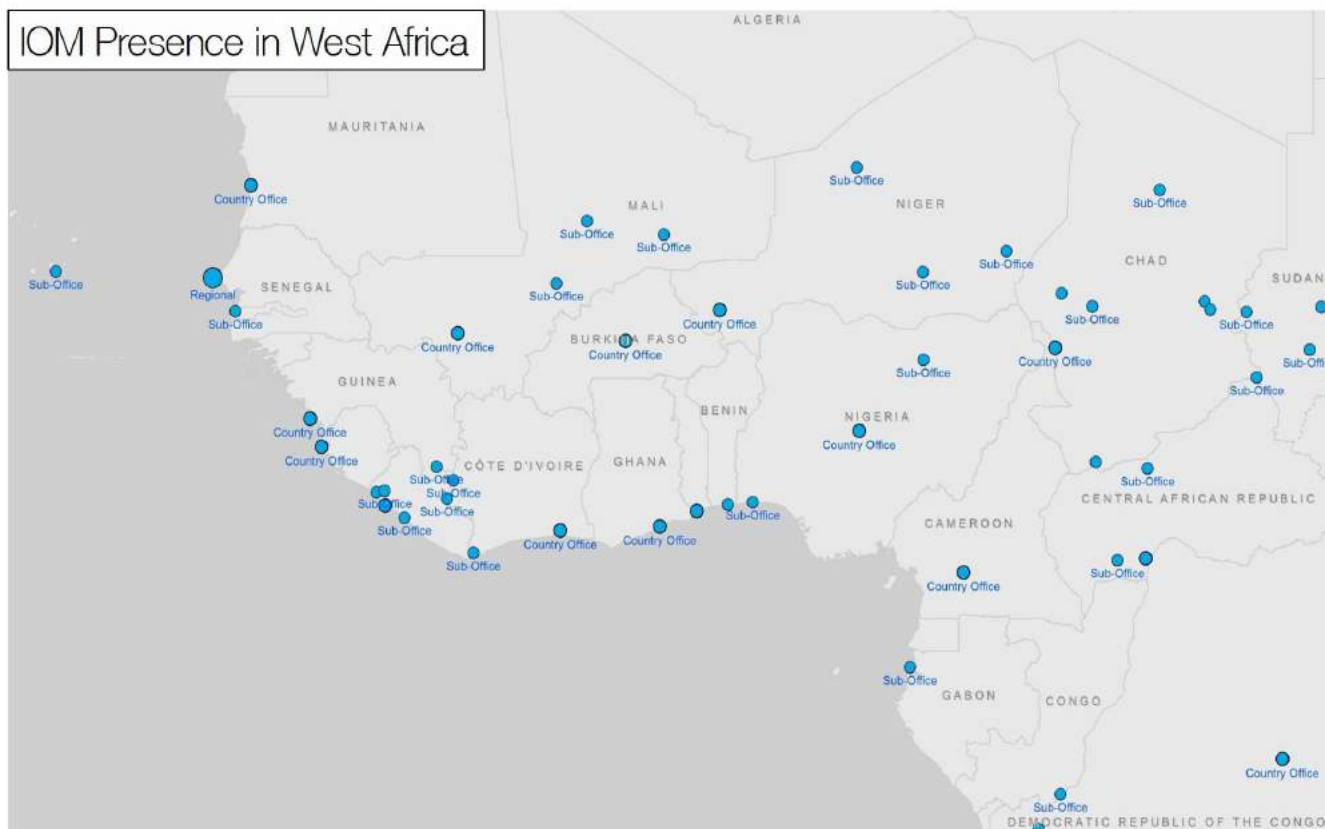 IOM Presence in West Africa
ALGERIA
MAURITANIA
Sub-Office
Country Office
Sub-Office
MALI
NIGER
Sub-Office
Sub-Office
Sub-Office
Sub-Office
CHAD
Sub-Office
Sub-Office
SUDAN
Regional
SENEGAL
Sub-Office
Sub-Office
Sub-Office
Country Office
Sub-Office
Sub-Office
Country Office
BURKINA FASO
Country Office
Country Office
Sub-Office
Sub-Office
GUINEA
Sub-Office
BENIN
NIGERIA
Country Office
Country Office
Country Office
CÔTE D'IVOIRE
GHANA
Sub-Office
Sub-Office
Sub-Office
Sub-Office
Sub-Office
CENTRAL AFRICAN REPUBLIC
Sub-Office
Sub-Office
CAMEROON
Country Office
Country Office
Sub-Office
Sub-Office
Country Office
Sub-Office
GABON
CONGO
Country Office
Sub-Office
DEMOCRATIC REPUBLIC OF THE CONGO